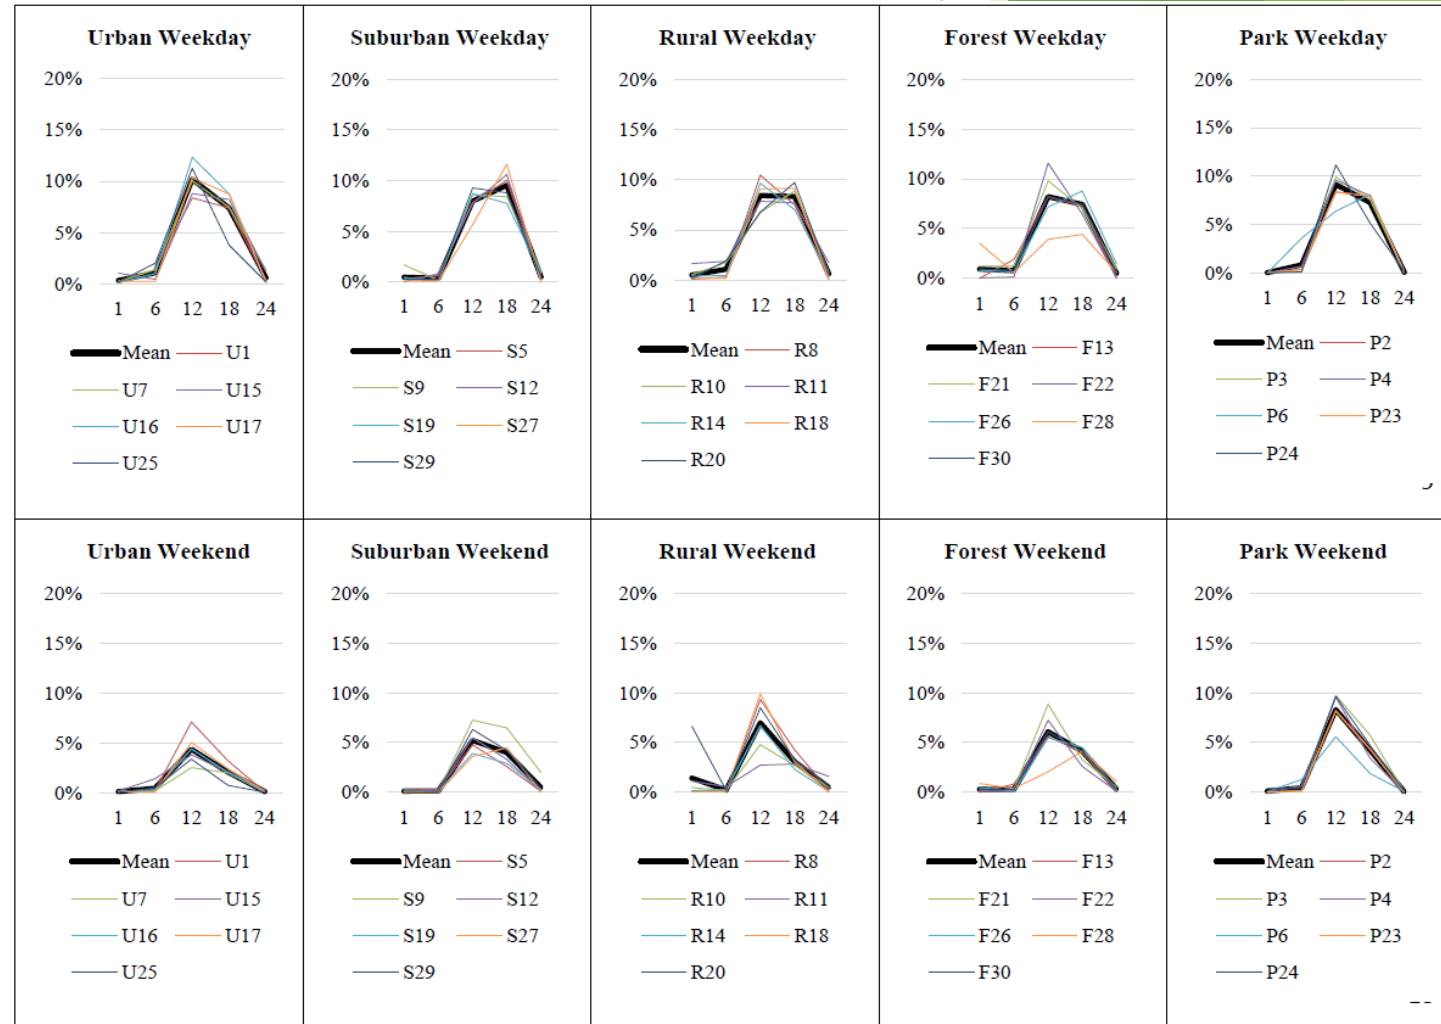 Urban Weekday
20%
15%
10%
5%
0%
1 6 12 18 24
Mean U1
U7 U15
U16 U17
U25
Suburban Weekday
20%
15%
10%
5%
0%
1 6 12 18 24
Mean S5
S9 S12
S19 S27
S29
Rural Weekday
20%
15%
10%
5%
0%
1 6 12 18 24
Mean R8
R10 R11
R14 R18
R20
Forest Weekday
20%
15%
10%
5%
0%
1 6 12 18 24
Mean F13
F21 F22
F26 F28
F30
Park Weekday
20%
15%
10%
5%
0%
1 6 12 18 24
Mean P2
P3 P4
P6 P23
P24
Urban Weekend
20%
15%
10%
5%
0%
1 6 12 18 24
Mean U1
U7 U15
U16 U17
U25
Suburban Weekend
20%
15%
10%
5%
0%
1 6 12 18 24
Mean S5
S9 S12
S19 S27
S29
Rural Weekend
20%
15%
10%
5%
0%
1 6 12 18 24
Mean R8
R10 R11
R14 R18
R20
Forest Weekend
20%
15%
10%
5%
0%
1 6 12 18 24
Mean F13
F21 F22
F26 F28
F30
Park Weekend
20%
15%
10%
5%
0%
1 6 12 18 24
Mean P2
P3 P4
P6 P23
P24